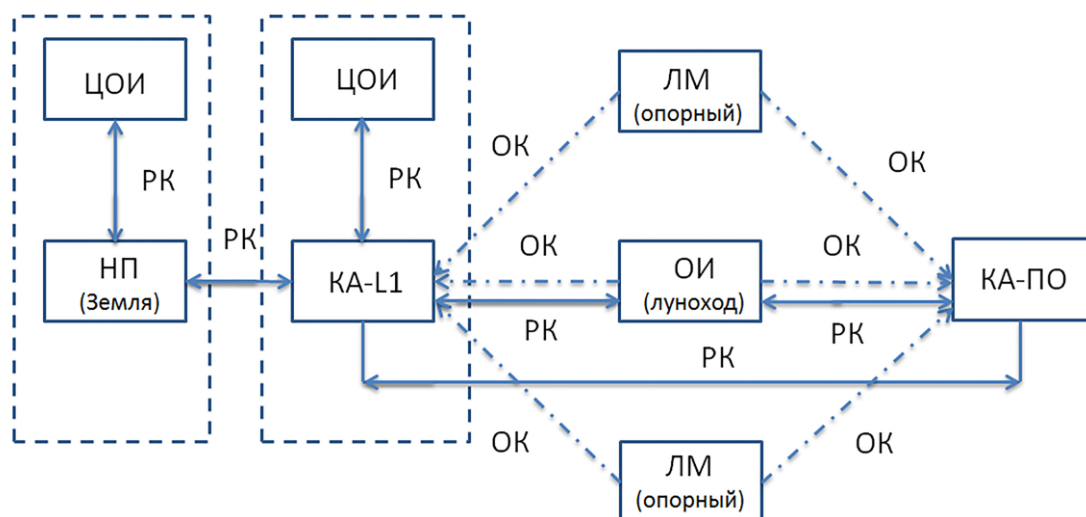 ЦОИ
ЦОИ
ЛМ
(опорный)
ОК
ОК
РК
РК
РК
НП
(Земля)
КА-L1
ОК
ОИ
(луноход)
ОК
КА-ПО
РК
РК
РК
ОК
ОК
ЛМ
(опорный)